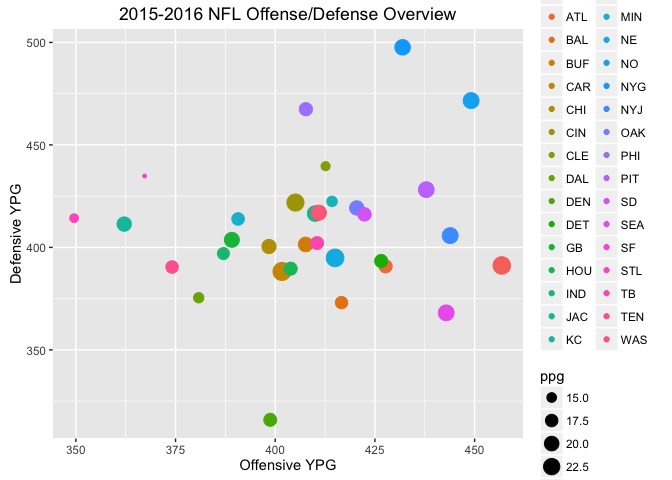 2015-2016 NFL Offense/Defense Overview
Defensive YPG
500
450
400
350
350
375
400
425
450
Offensive YPG
ATL
BAL
BUF
CAR
CHI
CIN
CLE
DAL
DEN
DET
GB
HOU
IND
JAC
KC
MIN
NE
NO
NYG
NYJ
OAK
PHI
PIT
SD
SEA
SF
STL
TB
TEN
WAS
ppg
15.0
17.5
20.0
22.5